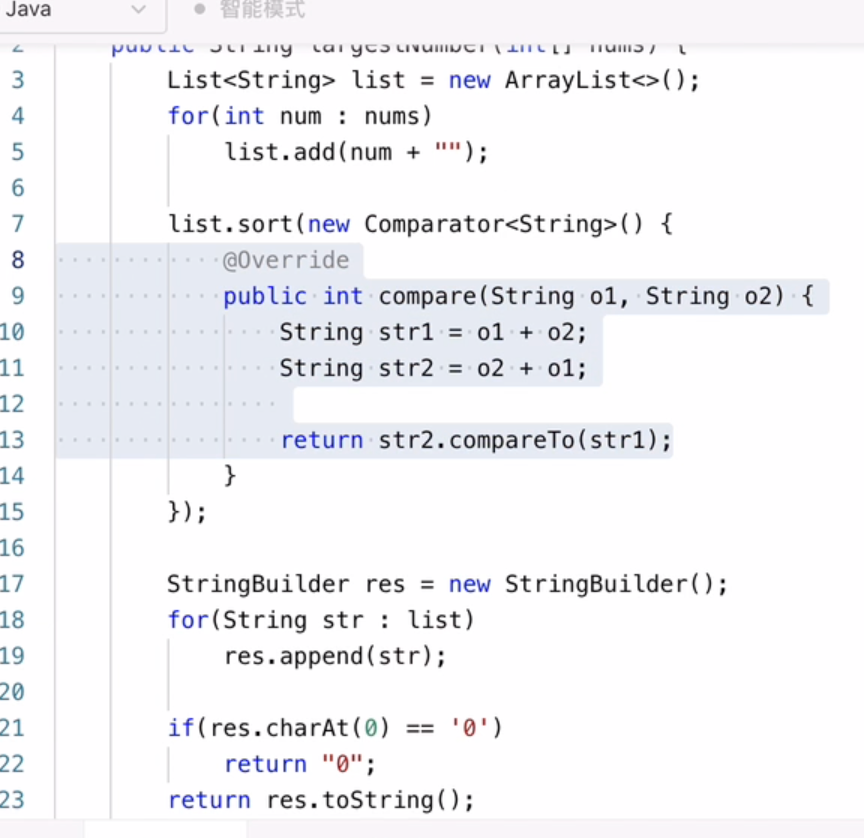 Java
智能模式
2 public String largestNumber(int[] nums) {
3 List<String> list = new ArrayList<>();
4 for(int num : nums)
5 list.add(num + "");
6
7 list.sort(new Comparator<String>() {
8 @Override
9 public int compare(String o1, String o2) {
10 String str1 = o1 + o2;
11 String str2 = o2 + o1;
12
13 return str2.compareTo(str1);
14 }
15 });
16
17 StringBuilder res = new StringBuilder();
18 for(String str : list)
19 res.append(str);
20
21 if(res.charAt(0) == '0')
22 return "0";
23 return res.toString();